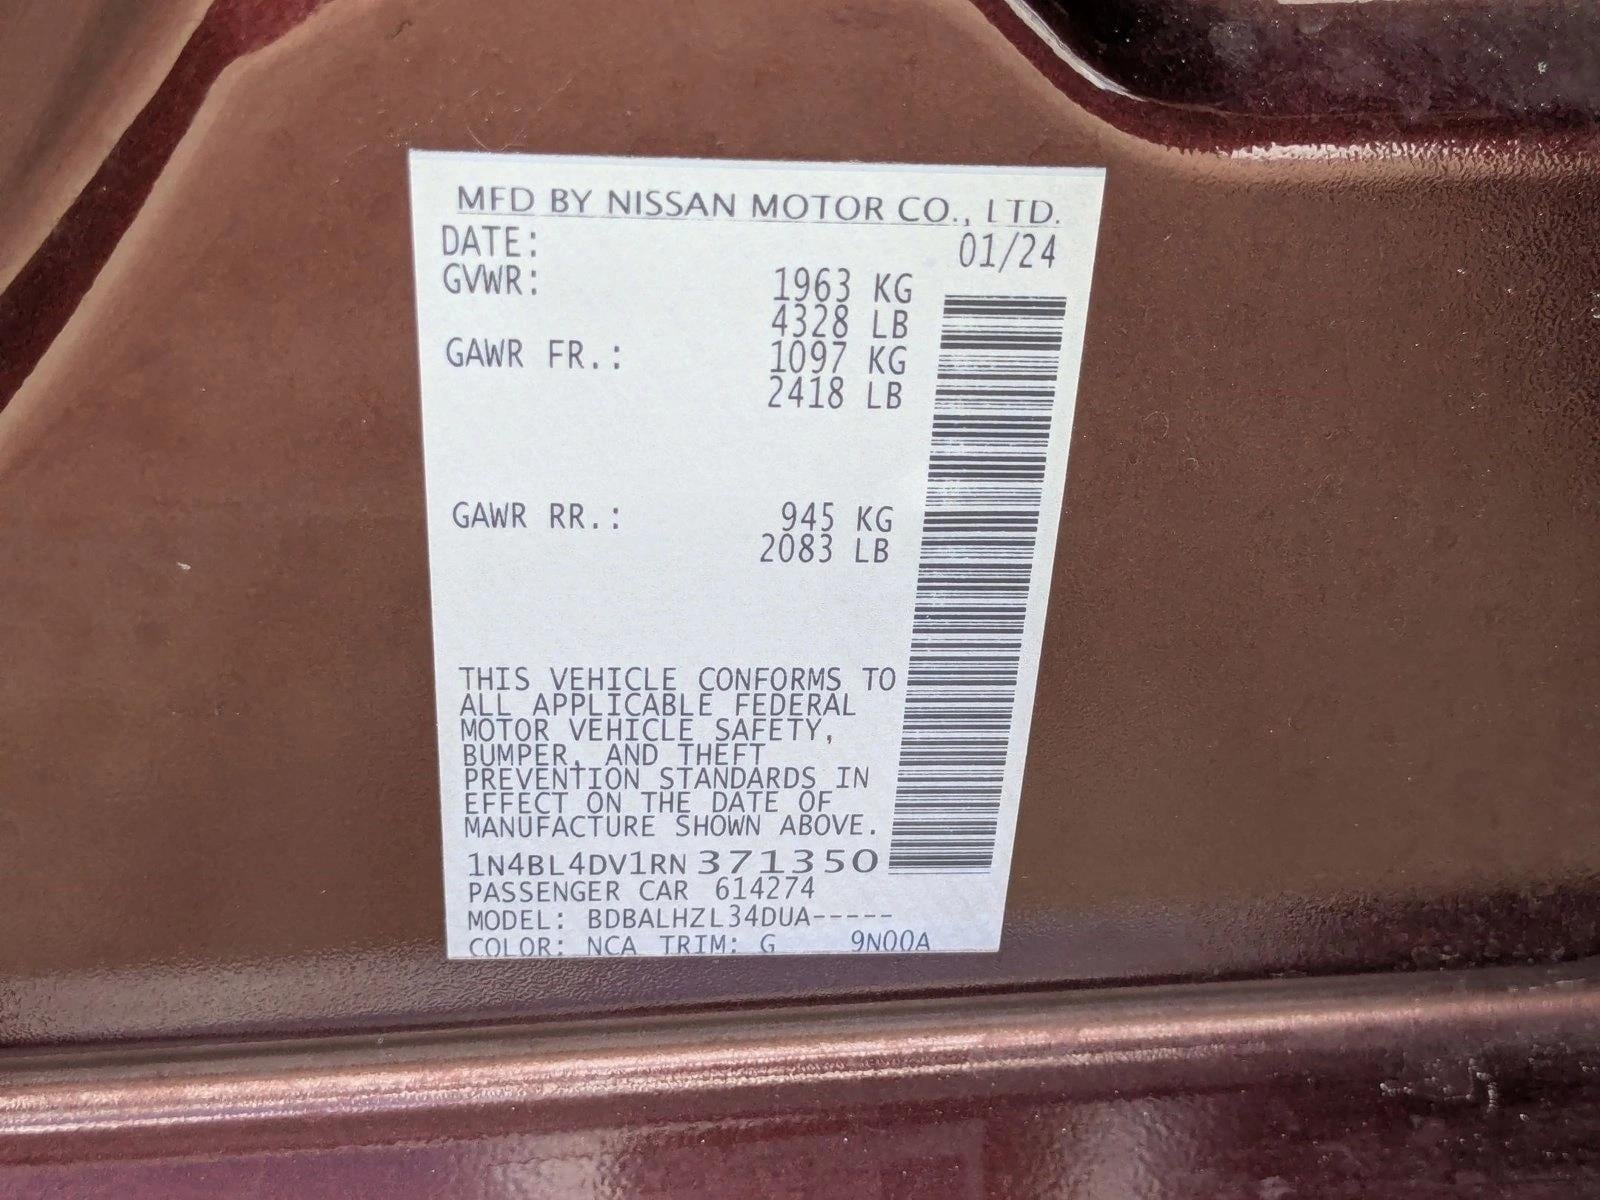 MFD BY NISSAN MOTOR CO., LTD.
DATE: 01/24
GVWR: 1963 KG
4328 LB
GAWR FR.: 1097 KG
2418 LB
GAWR RR.: 945 KG
2083 LB
THIS VEHICLE CONFORMS TO
ALL APPLICABLE FEDERAL
MOTOR VEHICLE SAFETY,
BUMPER, AND THEFT
PREVENTION STANDARDS IN
EFFECT ON THE DATE OF
MANUFACTURE SHOWN ABOVE.
1N4BL4DV1RN371350
PASSENGER CAR 614274
MODEL: BDBALHZL34DUA-----
COLOR: NCA TRIM: G 9N00A